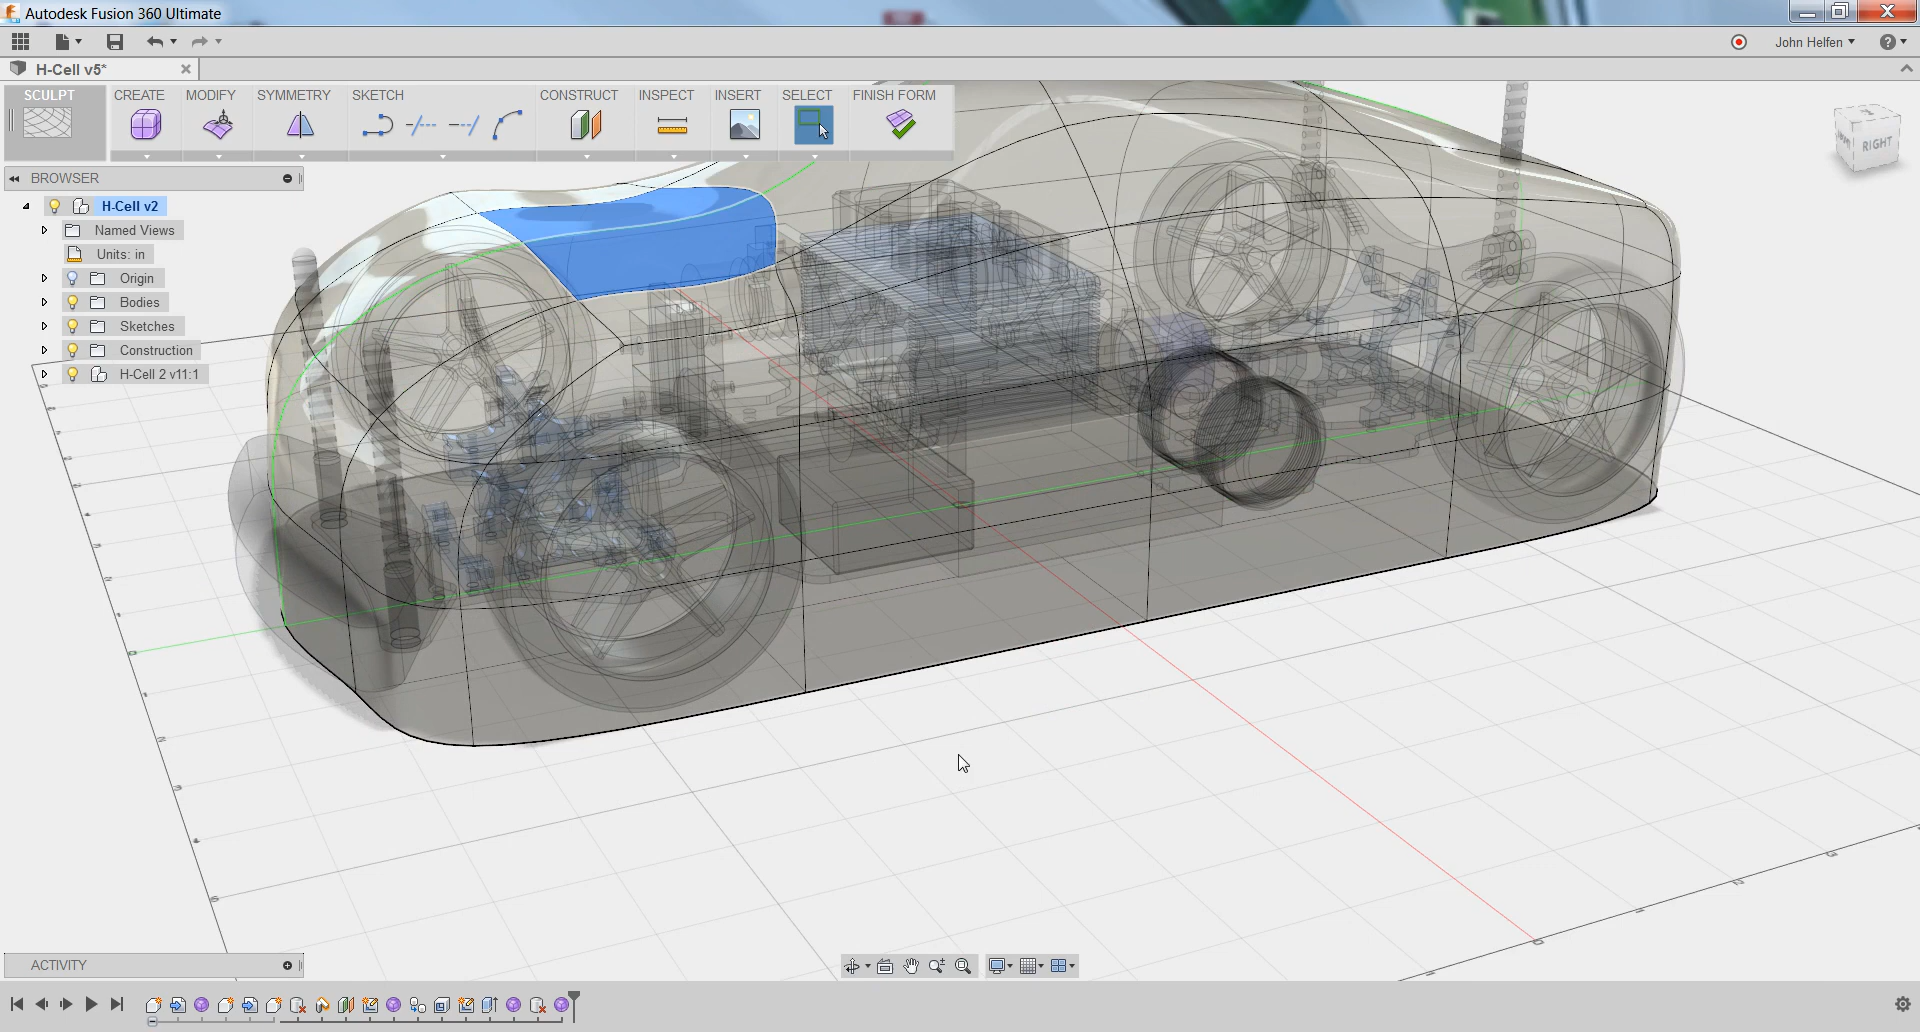 Autodesk Fusion 360 Ultimate
John Helfen
H-Cell v5*
SCULPT CREATE MODIFY SYMMETRY SKETCH CONSTRUCT INSPECT INSERT SELECT FINISH FORM
BROWSER
H-Cell v2
Named Views
Units: in
Origin
Bodies
Sketches
Construction
H-Cell 2 v11:1
RIGHT
ACTIVITY